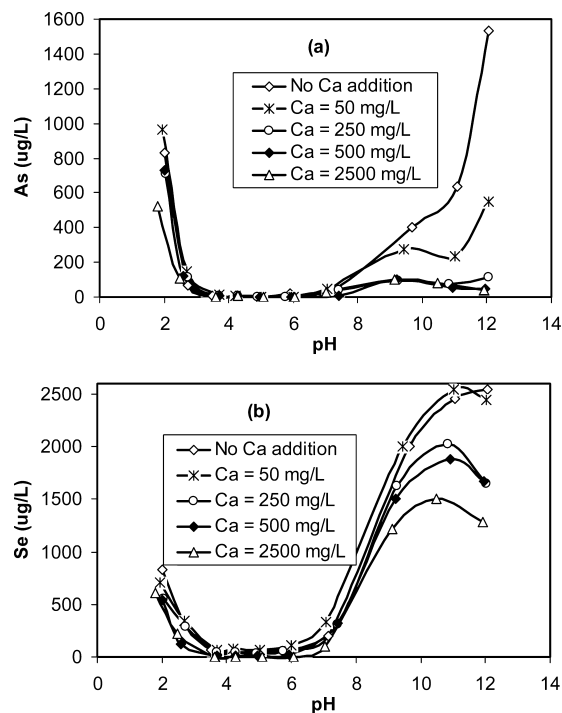 1600
1400
1200
1000
800
600
400
200
0
As (ug/L)
(a)
No Ca addition
Ca = 50 mg/L
Ca = 250 mg/L
Ca = 500 mg/L
Ca = 2500 mg/L
0 2 4 6 8 10 12 14
pH
2500
2000
1500
1000
500
0
Se (ug/L)
(b)
No Ca addition
Ca = 50 mg/L
Ca = 250 mg/L
Ca = 500 mg/L
Ca = 2500 mg/L
0 2 4 6 8 10 12 14
pH